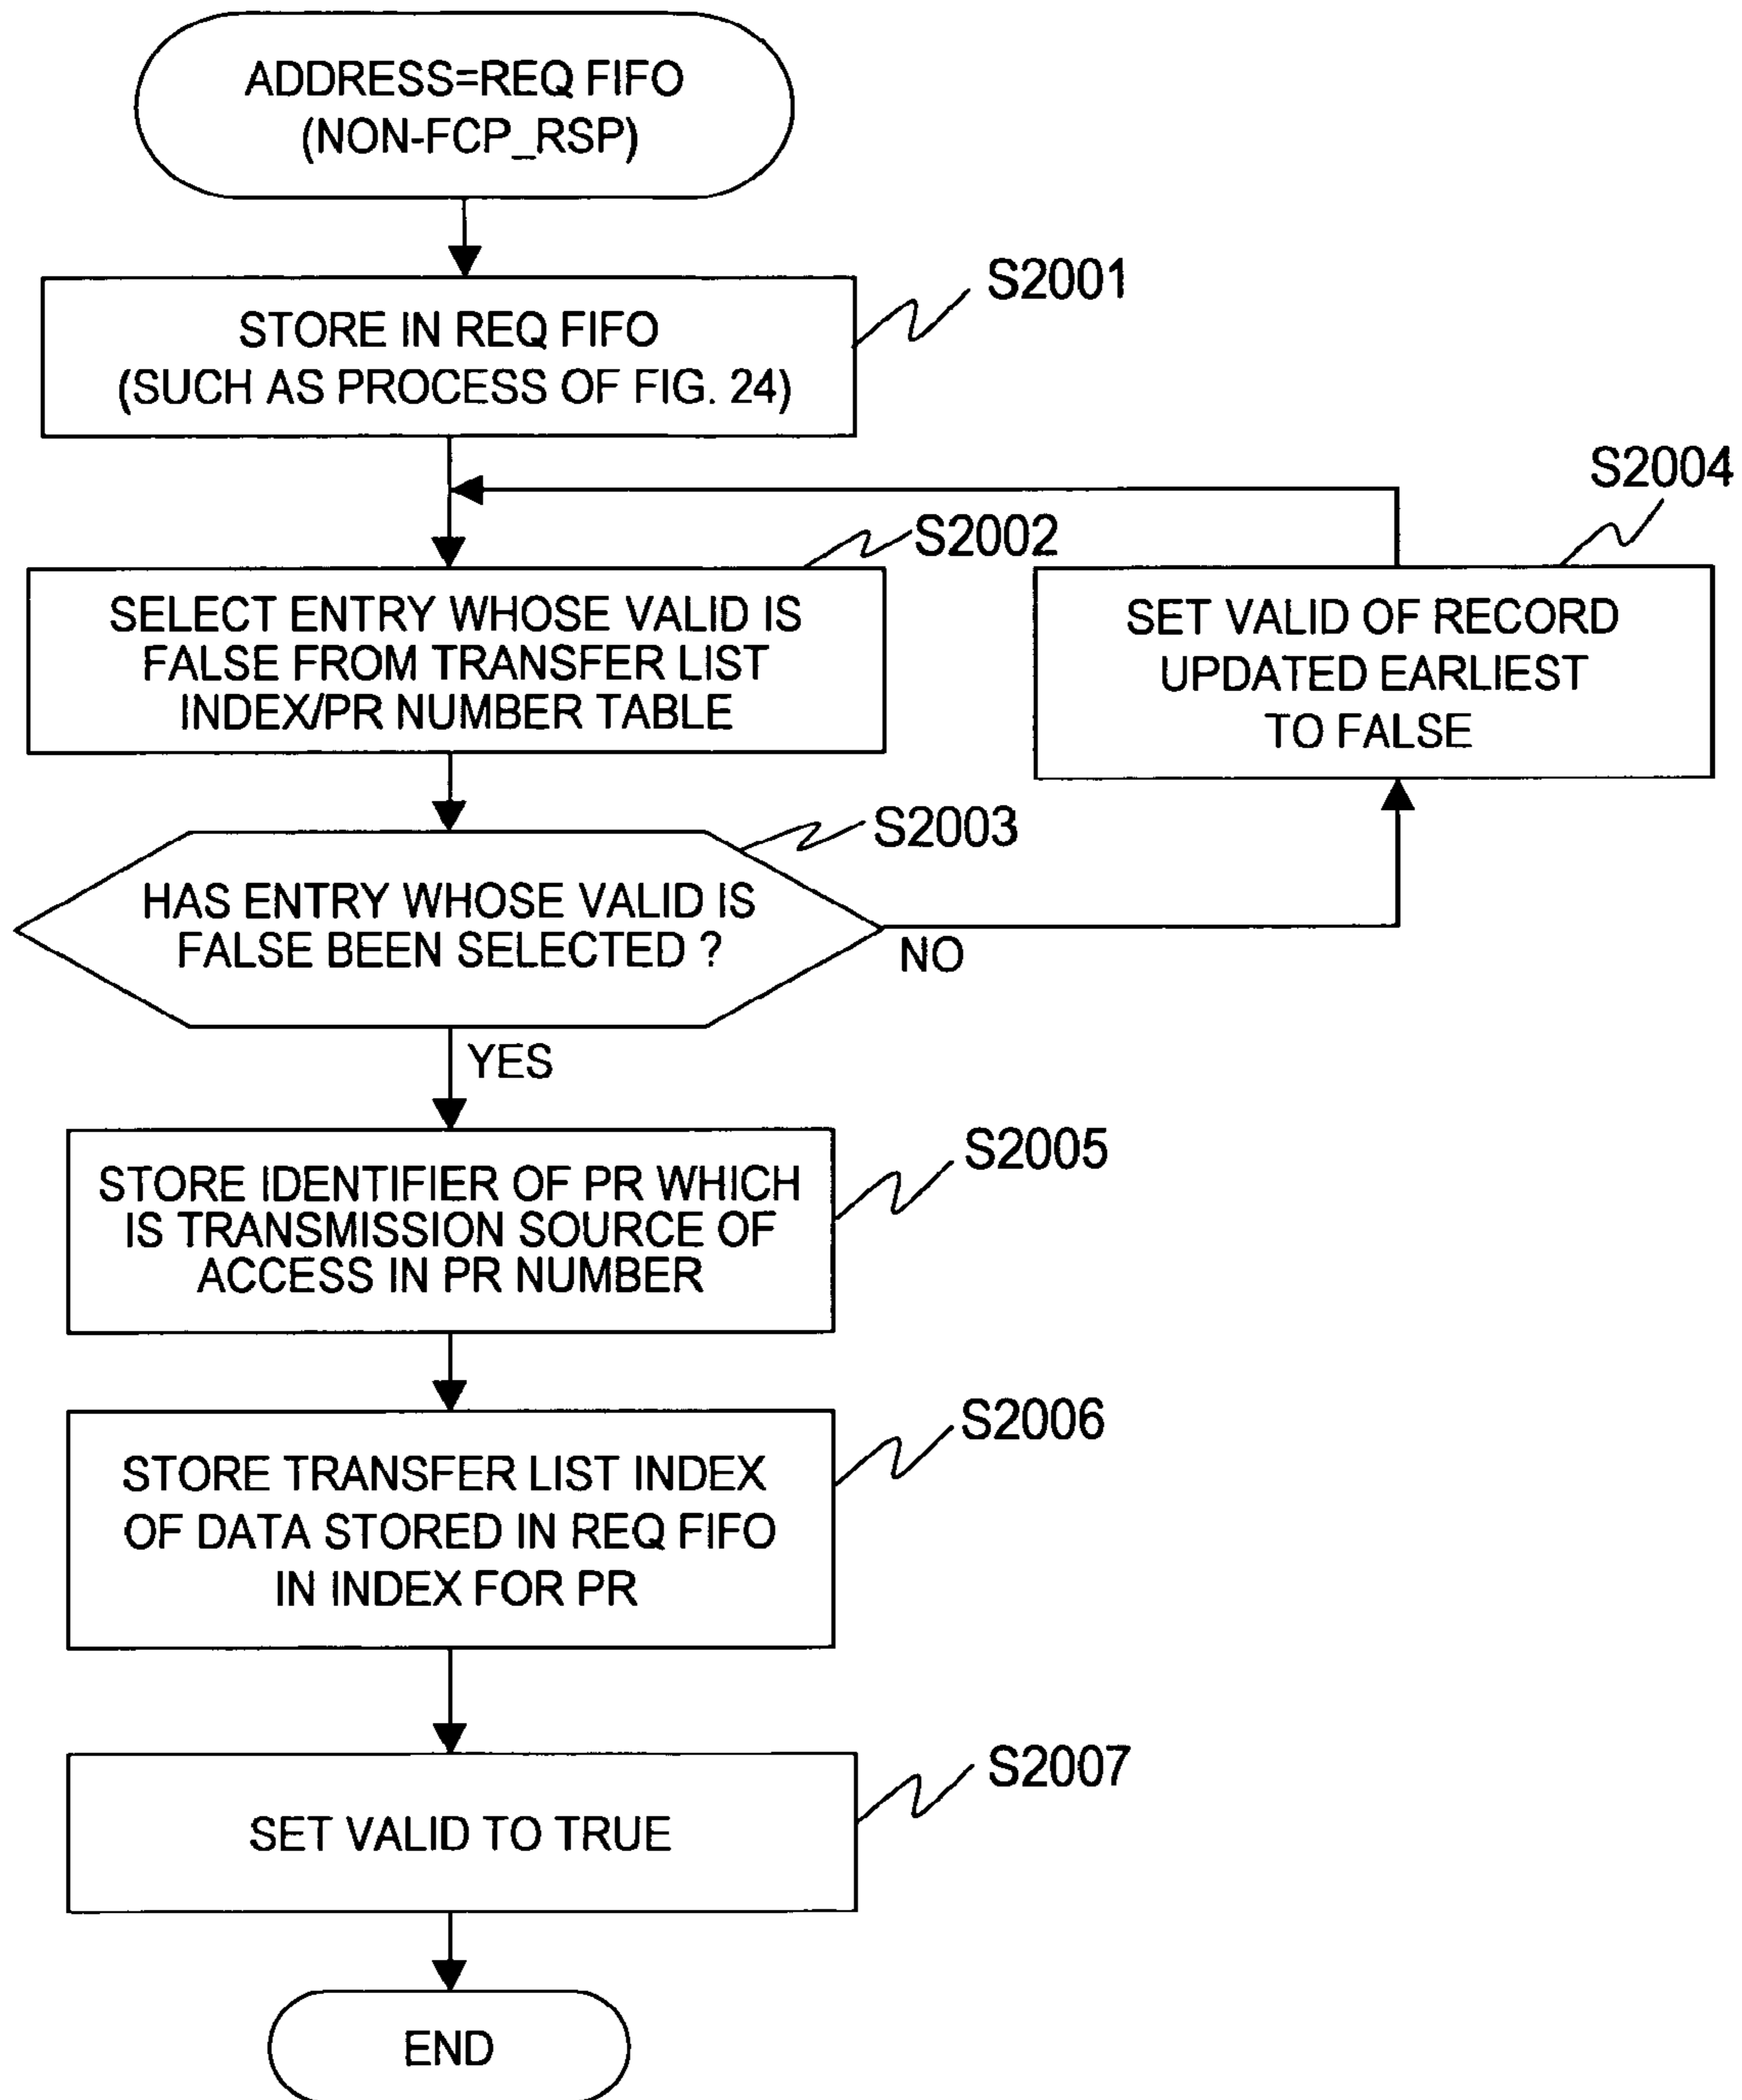 ADDRESS=REQ FIFO
(NON-FCP_RSP)
S2001
STORE IN REQ FIFO
(SUCH AS PROCESS OF FIG. 24)
S2004
S2002
SELECT ENTRY WHOSE VALID IS
FALSE FROM TRANSFER LIST
INDEX/PR NUMBER TABLE
SET VALID OF RECORD
UPDATED EARLIEST
TO FALSE
S2003
HAS ENTRY WHOSE VALID IS
FALSE BEEN SELECTED ?
NO
YES
S2005
STORE IDENTIFIER OF PR WHICH
IS TRANSMISSION SOURCE OF
ACCESS IN PR NUMBER
S2006
STORE TRANSFER LIST INDEX
OF DATA STORED IN REQ FIFO
IN INDEX FOR PR
S2007
SET VALID TO TRUE
END